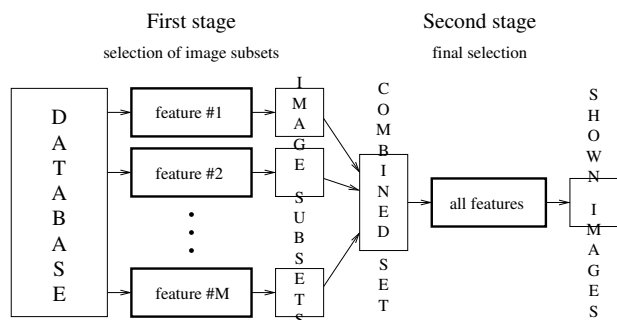 First stage
Second stage
selection of image subsets
final selection
DATABASE
feature #1
feature #2
feature #M
IMAGE SUBSETS
COMBINED SET
all features
SHOWN IMAGES